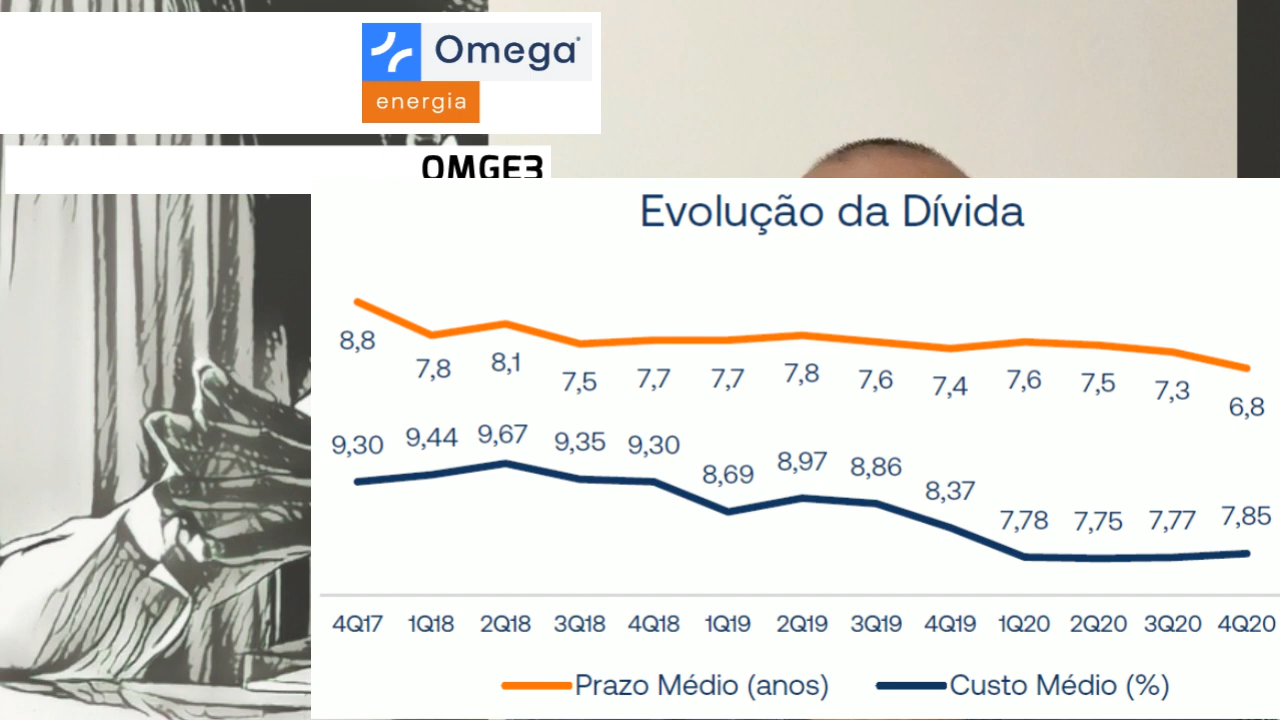 Omega
energia
OMGE3
Evolução da Dívida
8,8 7,8 8,1 7,5 7,7 7,7 7,8 7,6 7,4 7,6 7,5 7,3 6,8
9,30 9,44 9,67 9,35 9,30 8,69 8,97 8,86 8,37 7,78 7,75 7,77 7,85
4Q17 1Q18 2Q18 3Q18 4Q18 1Q19 2Q19 3Q19 4Q19 1Q20 2Q20 3Q20 4Q20
Prazo Médio (anos) Custo Médio (%)